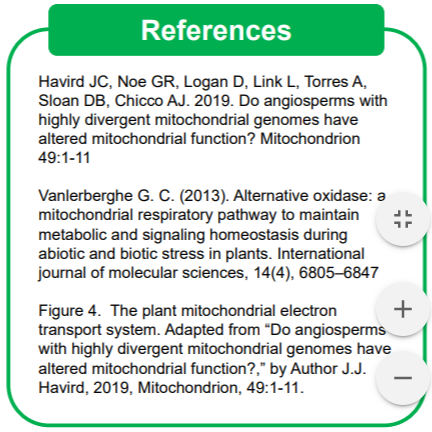 References
Havird JC, Noe GR, Logan D, Link L, Torres A,
Sloan DB, Chicco AJ. 2019. Do angiosperms with
highly divergent mitochondrial genomes have
altered mitochondrial function? Mitochondrion
49:1-11
Vanlerberghe G. C. (2013). Alternative oxidase: a
mitochondrial respiratory pathway to maintain
metabolic and signaling homeostasis during
abiotic and biotic stress in plants. International
journal of molecular sciences, 14(4), 6805–6847
Figure 4.  The plant mitochondrial electron
transport system. Adapted from “Do angiosperms
with highly divergent mitochondrial genomes have
altered mitochondrial function?,” by Author J.J.
Havird, 2019, Mitochondrion, 49:1-11.